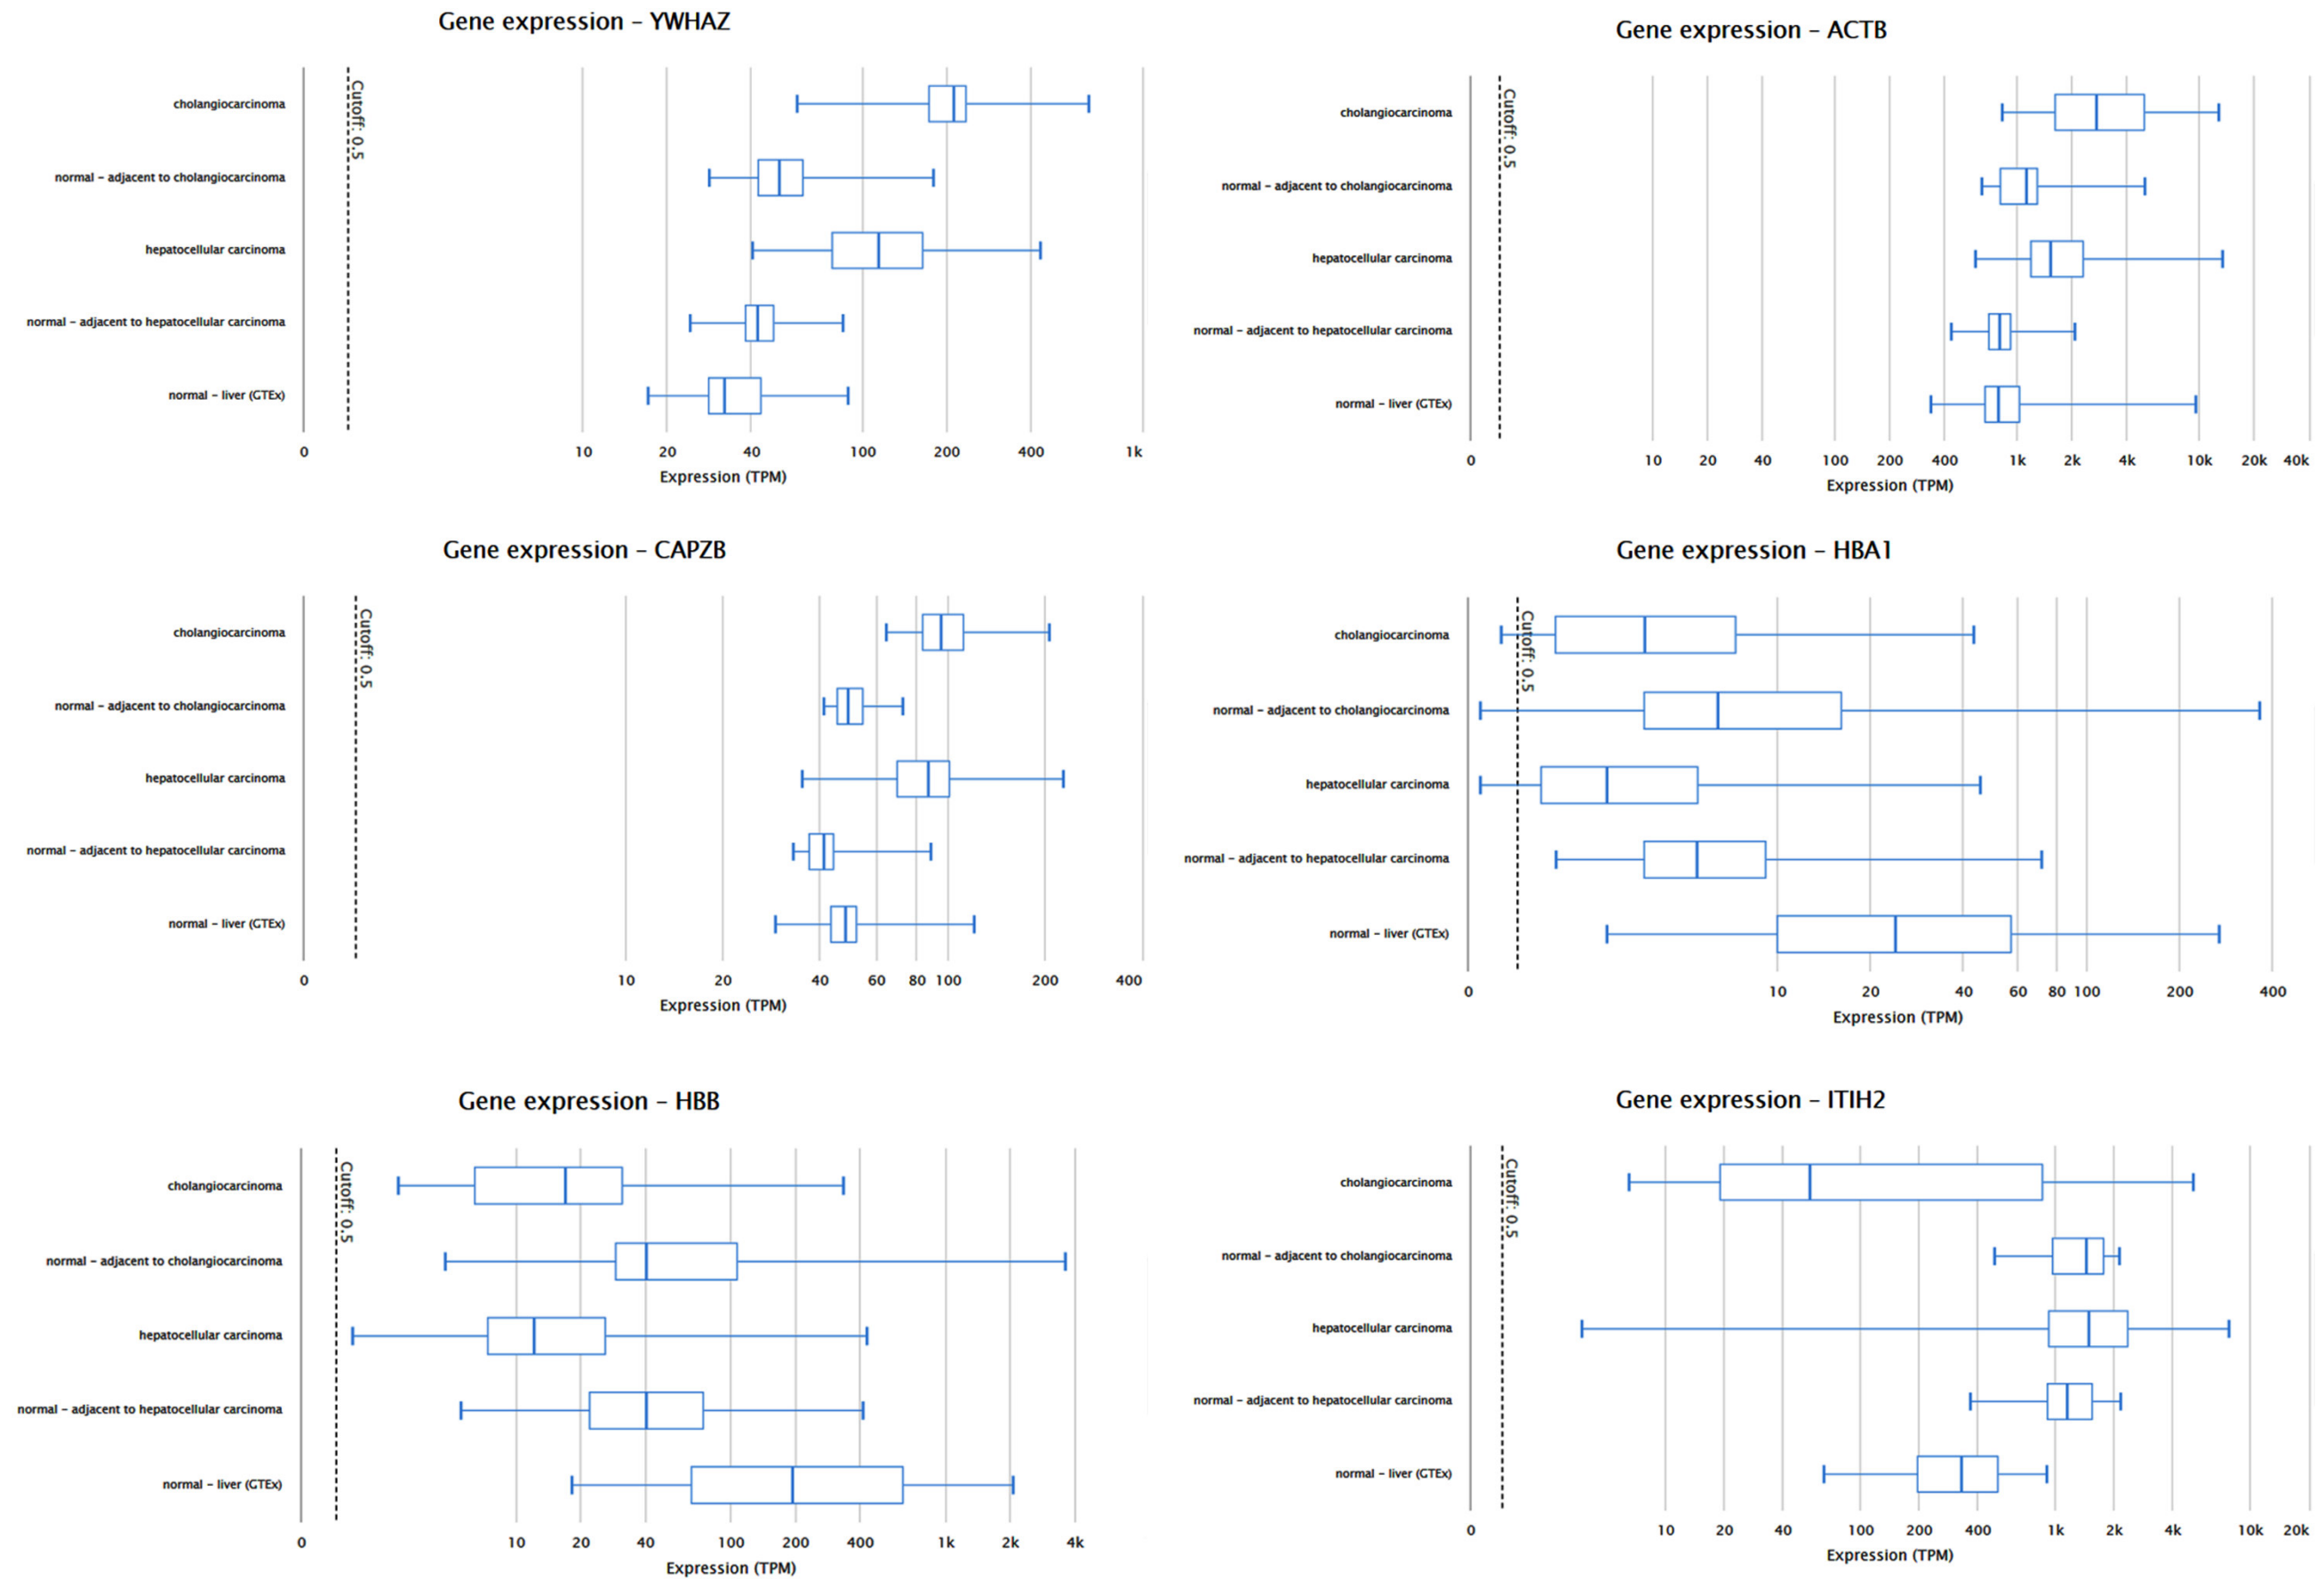 Gene expression – YWHAZ
Cutoff: 0.5
cholangiocarcinoma
normal – adjacent to cholangiocarcinoma
hepatocellular carcinoma
normal – adjacent to hepatocellular carcinoma
normal – liver (GTEx)
0 10 20 40 100 200 400 1k
Expression (TPM)
Gene expression – ACTB
Cutoff: 0.5
cholangiocarcinoma
normal – adjacent to cholangiocarcinoma
hepatocellular carcinoma
normal – adjacent to hepatocellular carcinoma
normal – liver (GTEx)
0 10 20 40 100 200 400 1k 2k 4k 10k 20k 40k
Expression (TPM)
Gene expression – CAPZB
Cutoff: 0.5
cholangiocarcinoma
normal – adjacent to cholangiocarcinoma
hepatocellular carcinoma
normal – adjacent to hepatocellular carcinoma
normal – liver (GTEx)
0 10 20 40 60 80 100 200 400
Expression (TPM)
Gene expression – HBA1
Cutoff: 0.5
cholangiocarcinoma
normal – adjacent to cholangiocarcinoma
hepatocellular carcinoma
normal – adjacent to hepatocellular carcinoma
normal – liver (GTEx)
0 10 20 40 60 80 100 200 400
Expression (TPM)
Gene expression – HBB
Cutoff: 0.5
cholangiocarcinoma
normal – adjacent to cholangiocarcinoma
hepatocellular carcinoma
normal – adjacent to hepatocellular carcinoma
normal – liver (GTEx)
0 10 20 40 100 200 400 1k 2k 4k
Expression (TPM)
Gene expression – ITIH2
Cutoff: 0.5
cholangiocarcinoma
normal – adjacent to cholangiocarcinoma
hepatocellular carcinoma
normal – adjacent to hepatocellular carcinoma
normal – liver (GTEx)
0 10 20 40 100 200 400 1k 2k 4k 10k 20k
Expression (TPM)